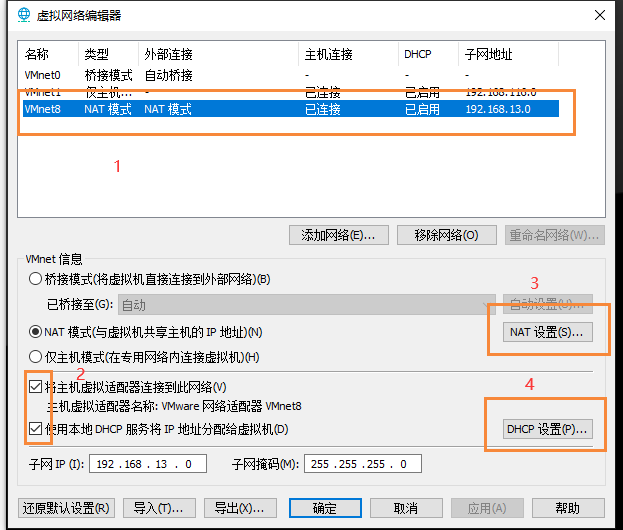 虚拟网络编辑器
名称 类型 外部连接 主机连接 DHCP 子网地址
VMnet0 桥接模式 自动桥接 - - -
VMnet1 仅主机... - 已连接 已启用 192.168.116.0
VMnet8 NAT 模式 NAT 模式 已连接 已启用 192.168.13.0
1
添加网络(E)... 移除网络(O) 重命名网络(W)...
VMnet 信息
桥接模式(将虚拟机直接连接到外部网络)(B)
3
已桥接至(G): 自动 自动设置(U)...
NAT 模式(与虚拟机共享主机的 IP 地址)(N) NAT 设置(S)...
仅主机模式(在专用网络内连接虚拟机)(H)
2
将主机虚拟适配器连接到此网络(V) 4
主机虚拟适配器名称: VMware 网络适配器 VMnet8
使用本地 DHCP 服务将 IP 地址分配给虚拟机(D) DHCP 设置(P)...
子网 IP (I): 192 .168 . 13 . 0 子网掩码(M): 255 .255 .255 . 0
还原默认设置(R) 导入(T)... 导出(X)... 确定 取消 应用(A) 帮助